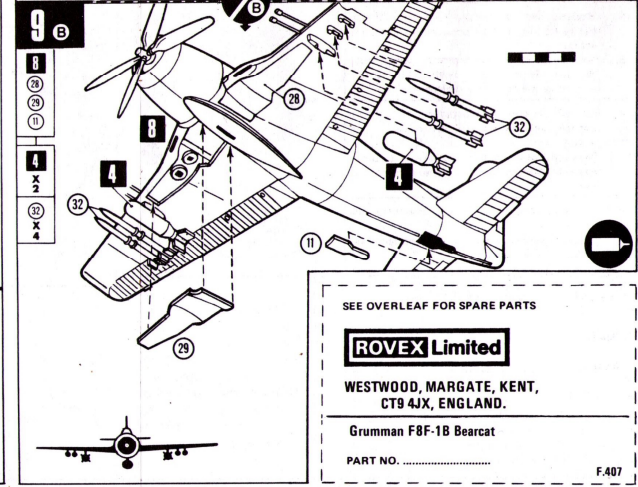 9 B
B
8
28
29
11
4
X
2
32
X
4
28
32
8
4
4
32
11
29
SEE OVERLEAF FOR SPARE PARTS
ROVEX Limited
WESTWOOD, MARGATE, KENT,
CT9 4JX, ENGLAND.
Grumman F8F-1B Bearcat
PART NO. ............................
F.407